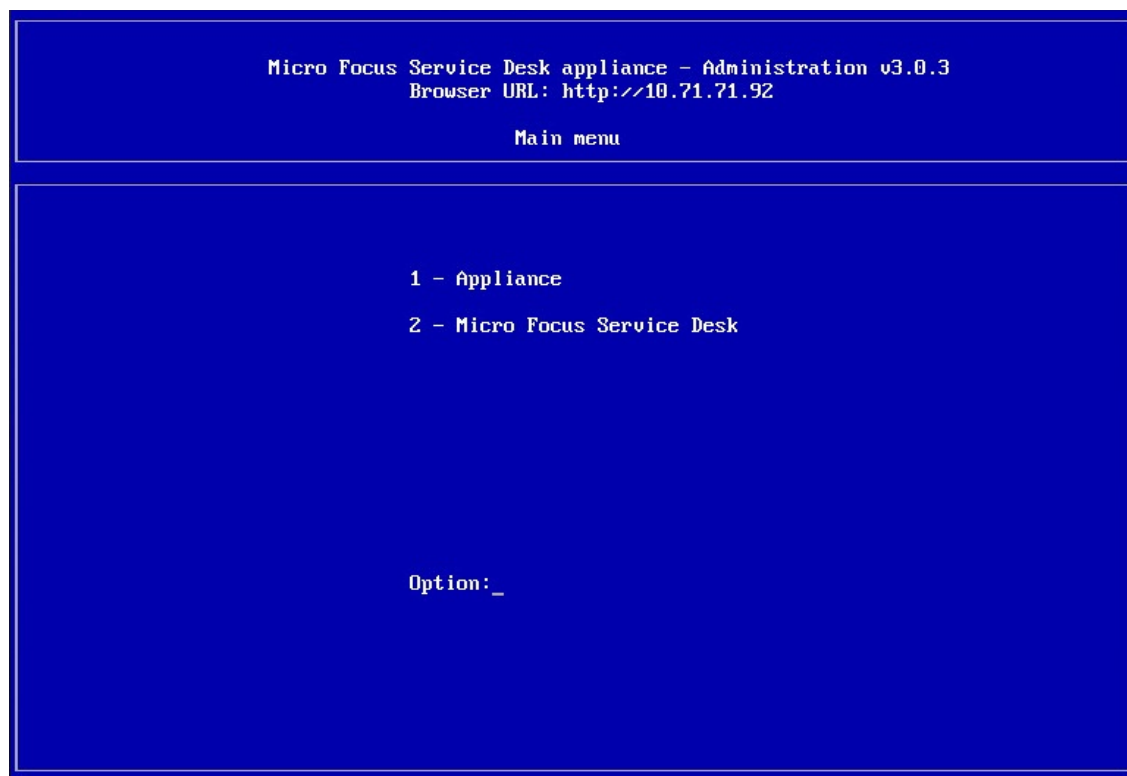 Micro Focus Service Desk appliance - Administration v3.0.3
Browser URL: http://10.71.71.92
Main menu
1 - Appliance
2 - Micro Focus Service Desk
Option:_